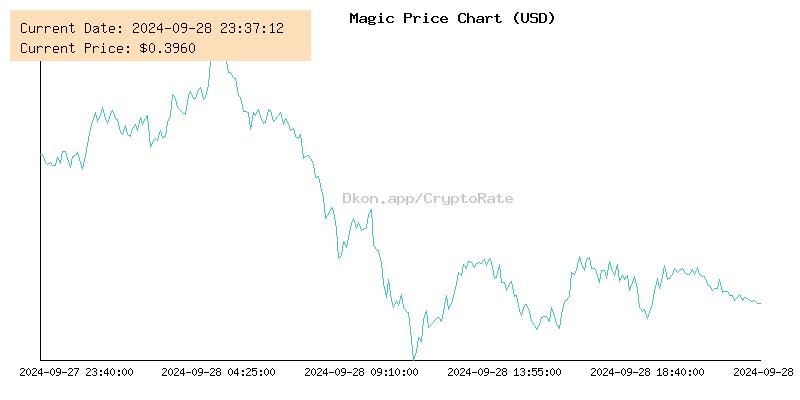 Magic Price Chart (USD)
Current Date: 2024-09-28 23:37:12
Current Price: $0.3960
Dkon.app/CryptoRate
2024-09-27 23:40:00
2024-09-28 04:25:00
2024-09-28 09:10:00
2024-09-28 13:55:00
2024-09-28 18:40:00
2024-09-28